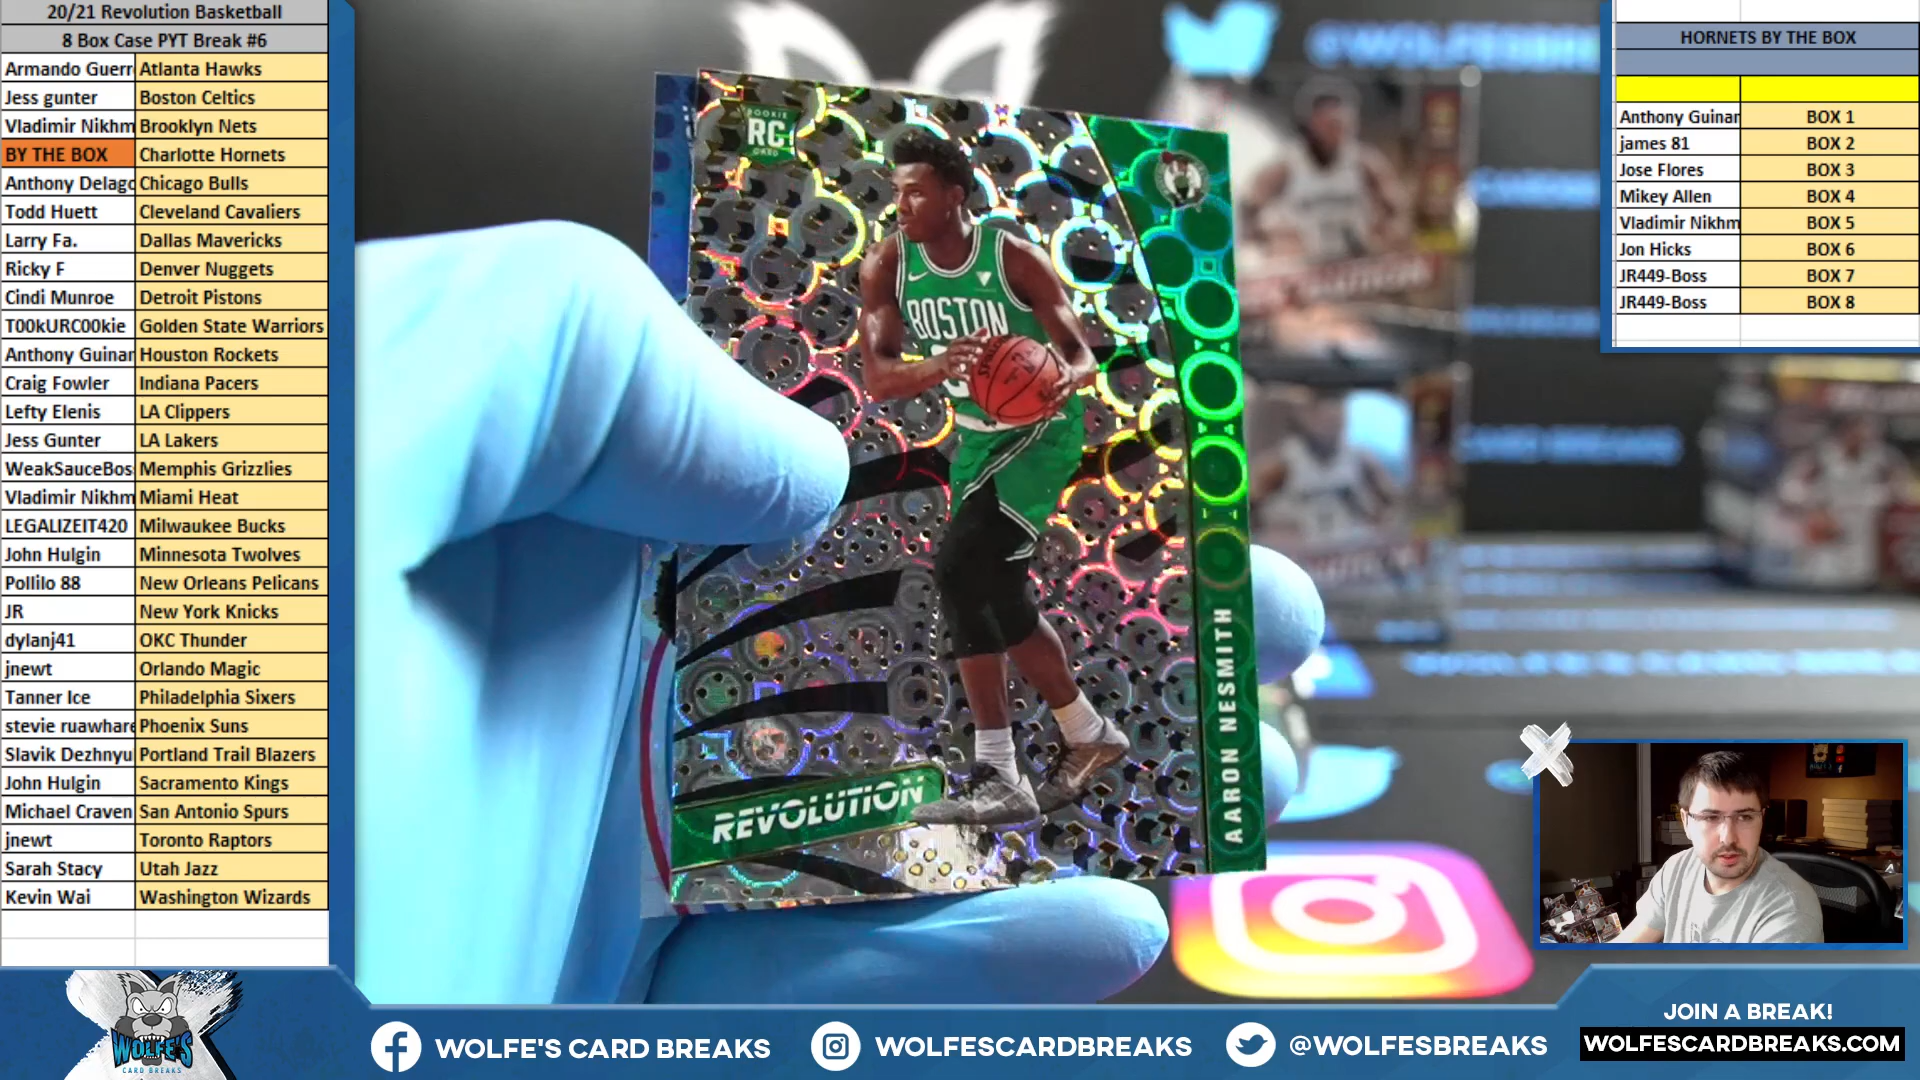 20/21 Revolution Basketball
8 Box Case PYT Break #6
Armando Guerr Atlanta Hawks
Jess gunter Boston Celtics
Vladimir Nikhm Brooklyn Nets
BY THE BOX Charlotte Hornets
Anthony Delago Chicago Bulls
Todd Huett Cleveland Cavaliers
Larry Fa. Dallas Mavericks
Ricky F Denver Nuggets
Cindi Munroe Detroit Pistons
T00kURC00kie Golden State Warriors
Anthony Guinar Houston Rockets
Craig Fowler Indiana Pacers
Lefty Elenis LA Clippers
Jess Gunter LA Lakers
WeakSauceBos Memphis Grizzlies
Vladimir Nikhm Miami Heat
LEGALIZEIT420 Milwaukee Bucks
John Hulgin Minnesota Twolves
Pollilo 88 New Orleans Pelicans
JR New York Knicks
dylanj41 OKC Thunder
jnewt Orlando Magic
Tanner Ice Philadelphia Sixers
stevie ruawhare Phoenix Suns
Slavik Dezhnyu Portland Trail Blazers
John Hulgin Sacramento Kings
Michael Craven San Antonio Spurs
jnewt Toronto Raptors
Sarah Stacy Utah Jazz
Kevin Wai Washington Wizards
ROOKIE
RC
CARD
BOSTON
SPALDING
REVOLUTION
AARON NESMITH
@WOLFESBREAKS
HORNETS BY THE BOX
Anthony Guinar BOX 1
james 81 BOX 2
Jose Flores BOX 3
Mikey Allen BOX 4
Vladimir Nikhm BOX 5
Jon Hicks BOX 6
JR449-Boss BOX 7
JR449-Boss BOX 8
WOLFE'S
CARD BREAKS
WOLFE'S CARD BREAKS
WOLFESCARDBREAKS
@WOLFESBREAKS
JOIN A BREAK!
WOLFESCARDBREAKS.COM